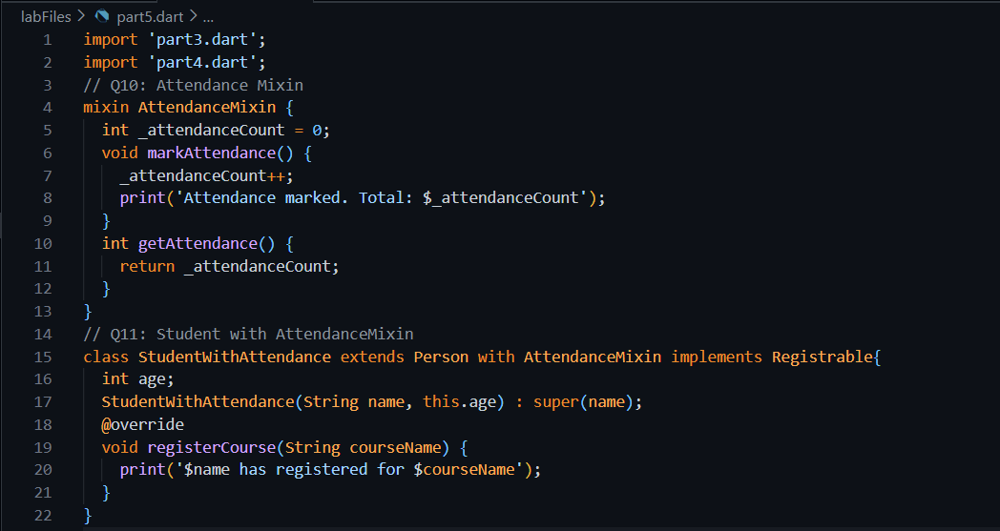 labFiles > part5.dart > ...
1 import 'part3.dart';
2 import 'part4.dart';
3 // Q10: Attendance Mixin
4 mixin AttendanceMixin {
5   int _attendanceCount = 0;
6   void markAttendance() {
7     _attendanceCount++;
8     print('Attendance marked. Total: $_attendanceCount');
9   }
10   int getAttendance() {
11     return _attendanceCount;
12   }
13 }
14 // Q11: Student with AttendanceMixin
15 class StudentWithAttendance extends Person with AttendanceMixin implements Registrable{
16   int age;
17   StudentWithAttendance(String name, this.age) : super(name);
18   @override
19   void registerCourse(String courseName) {
20     print('$name has registered for $courseName');
21   }
22 }